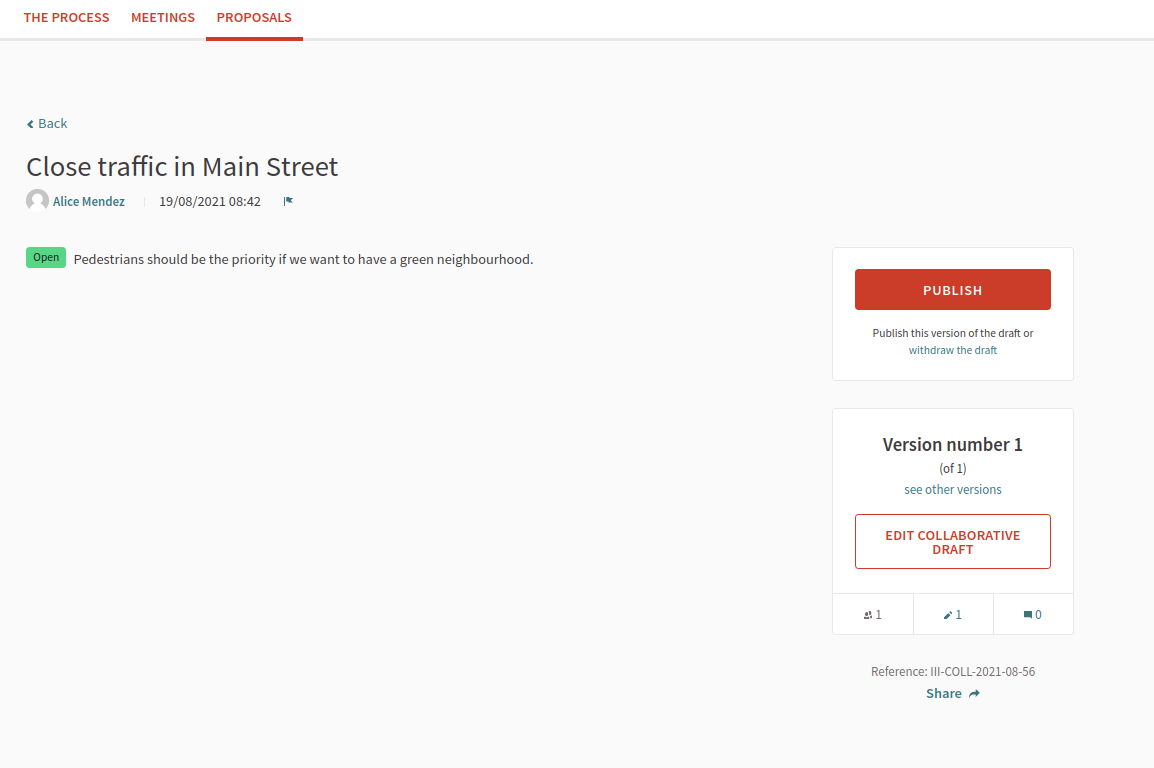 THE PROCESS MEETINGS PROPOSALS
Back
Close traffic in Main Street
Alice Mendez 19/08/2021 08:42
Open Pedestrians should be the priority if we want to have a green neighbourhood.
PUBLISH
Publish this version of the draft or
withdraw the draft
Version number 1
(of 1)
see other versions
EDIT COLLABORATIVE
DRAFT
1 1 0
Reference: III-COLL-2021-08-56
Share